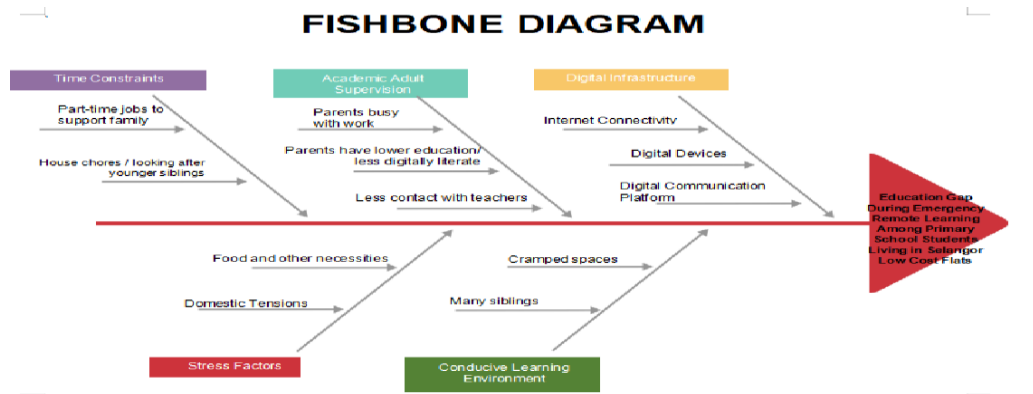 FISHBONE DIAGRAM
Time Constraints
Academic Adult
Supervision
Digital Infrastructure
Part-time jobs to
support family
House chores / looking after
younger siblings
Parents busy
with work
Parents have lower education/
less digitally literate
Less contact with teachers
Internet Connectivity
Digital Devices
Digital Communication
Platform
Education Gap
During Emergency
Remote Learning
Among Primary
School Students
Living in Selangor
Low Cost Flats
Food and other necessities
Domestic Tensions
Cramped spaces
Many siblings
Stress Factors
Conducive Learning
Environment